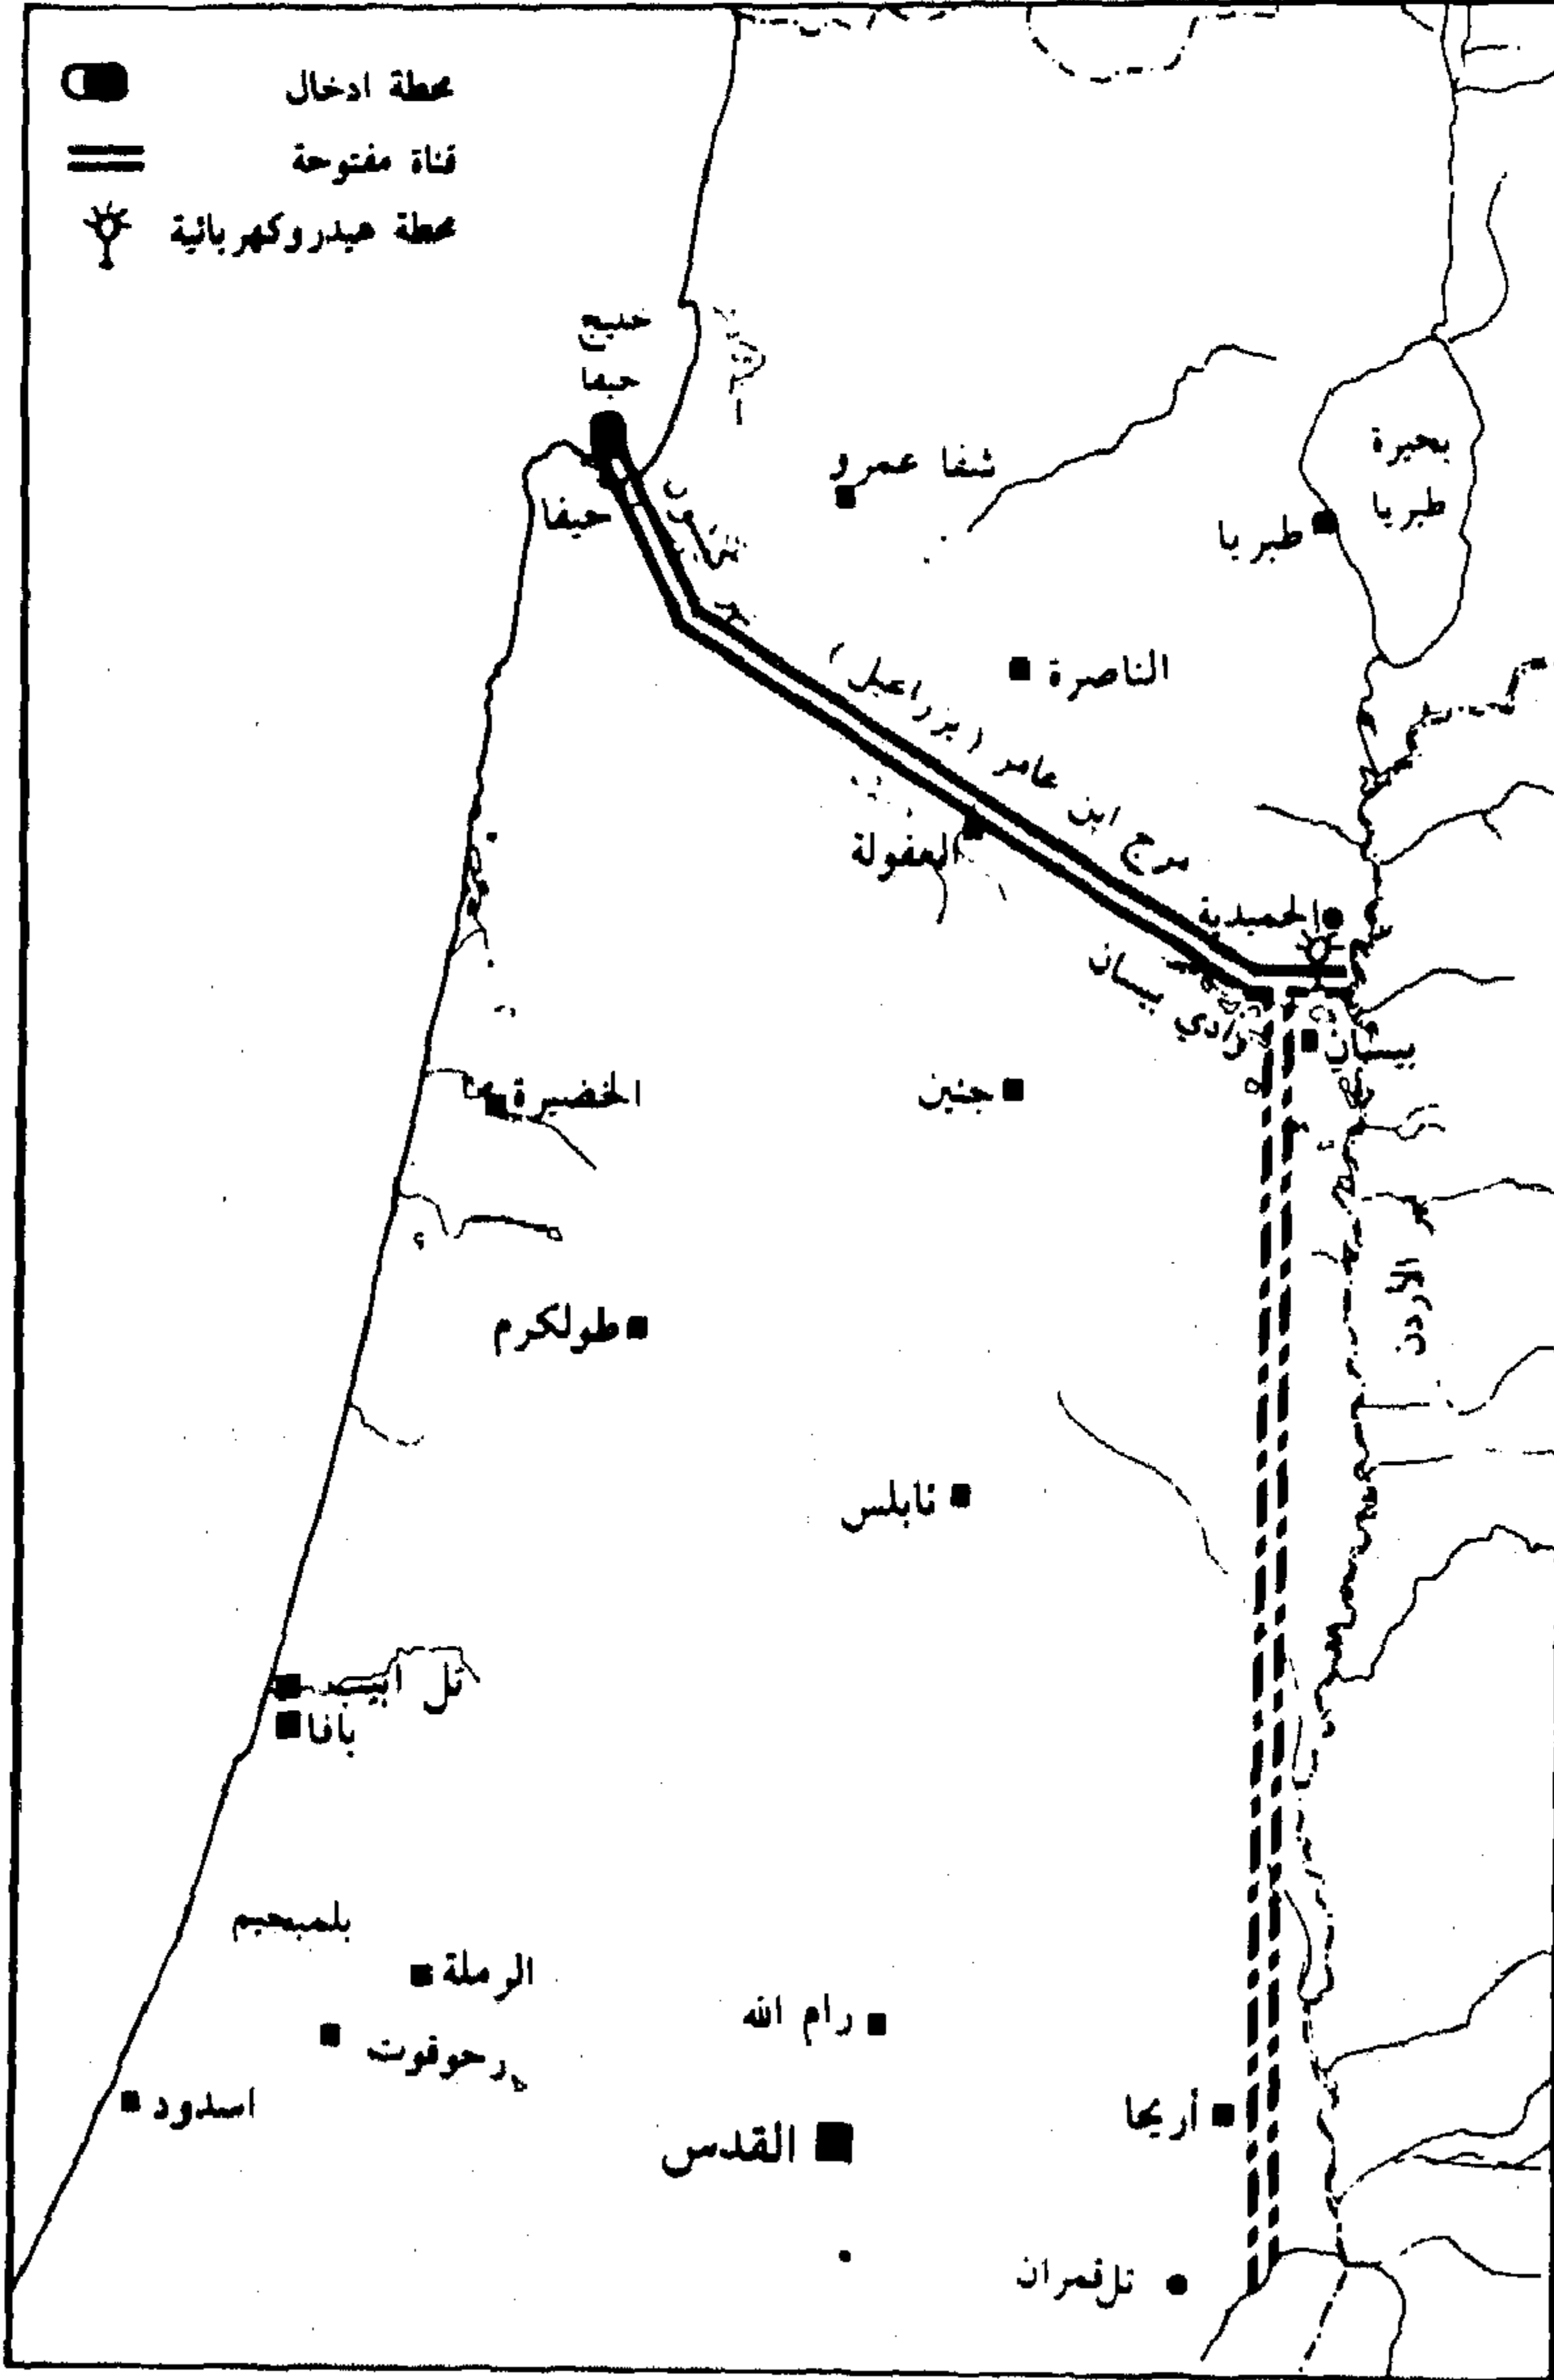 محطة ادخال
قناة مفتوحة
محطة هيدروكهربائية
خليج
حيفا
حيفا
شفا عمرو
بحيرة
طبريا
طبريا
الناصرة
مرج ابن عامر (يزراعيل)
العفولة
الحميدية
وادي بيسان
بيسان
الخضيرة
جنين
الأردن
طولكرم
نابلس
تل ابيب
يافا
بلمحيم
الرملة
رحوفوت
رام الله
اسدود
أريحا
القدس
تل قمران